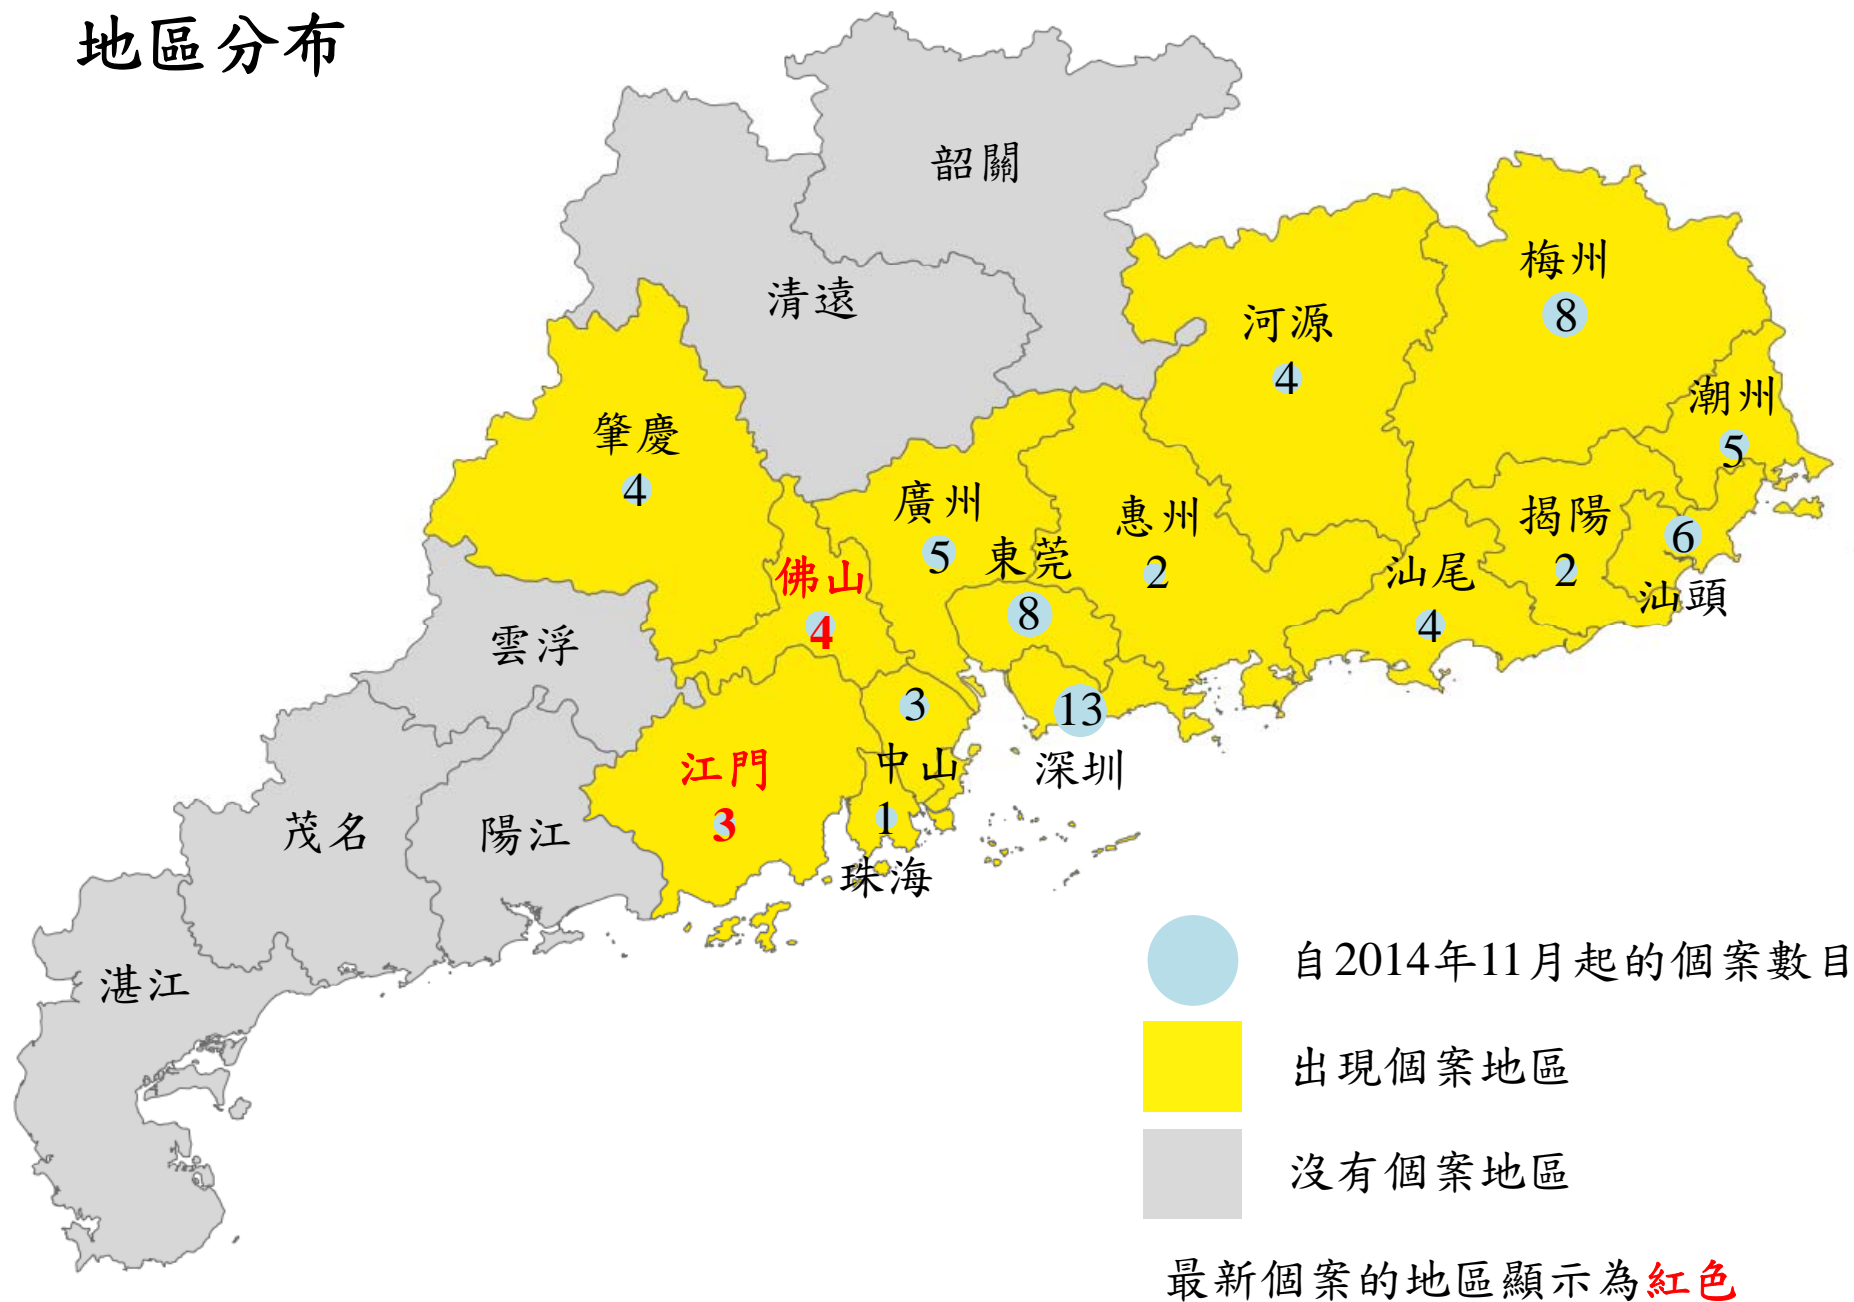 地區分布
韶關
清遠
梅州
8
河源
4
潮州
5
肇慶
4
廣州
5
東莞
8
惠州
2
揭陽
2
汕頭
6
汕尾
4
佛山
4
雲浮
中山
3
深圳
13
江門
3
珠海
1
茂名
陽江
湛江
自2014年11月起的個案數目
出現個案地區
沒有個案地區
最新個案的地區顯示為紅色